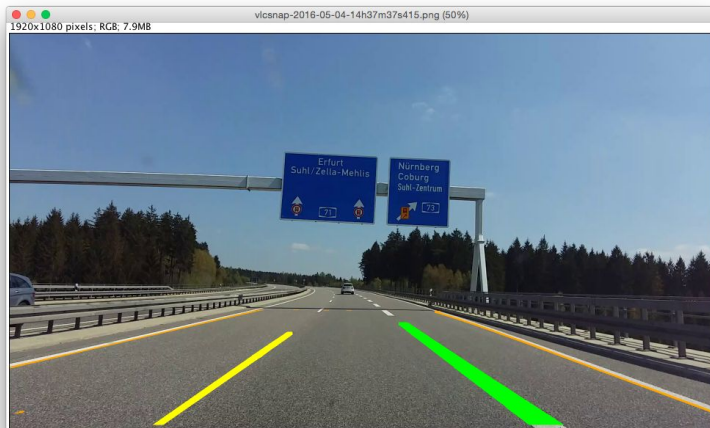 vlcsnap-2016-05-04-14h37m37s415.png (50%)
1920x1080 pixels; RGB; 7.9MB
Erfurt
Suhl/Zella-Mehlis
71
Nürnberg
Coburg
Suhl-Zentrum
73